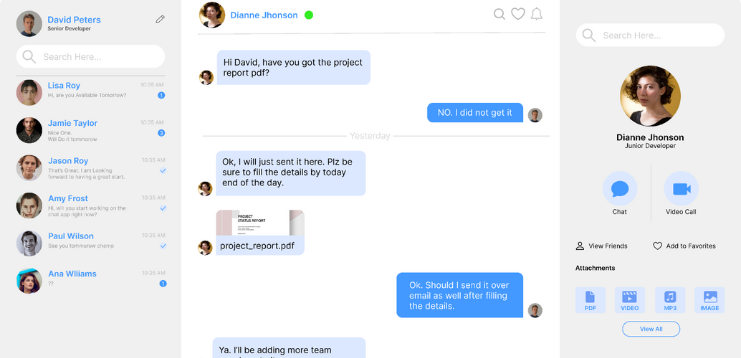 David Peters
Senior Developer
Search Here...
Lisa Roy
10:35 AM
Hi, are you Available Tomorrow?
1
Jamie Taylor
10:35 AM
Nice One.
Will Do it tommorow
3
Jason Roy
10:35 AM
That's Great, I am Looking
forward to having a great start.
Amy Frost
10:35 AM
Hi, will you start working on the
chat app right now?
Paul Wilson
10:35 AM
See you tommorow champ
Ana Wlliams
10:35 AM
??
1
Dianne Jhonson
Hi David, have you got the project
report pdf?
NO. I did not get it
Yesterday
Ok, I will just sent it here. Plz be
sure to fill the details by today
end of the day.
PROJECT
STATUS REPORT
project_report.pdf
Ok. Should I send it over
email as well after filling
the details.
Ya. I'll be adding more team
Search Here...
Dianne Jhonson
Junior Developer
Chat
Video Call
View Friends
Add to Favorites
Attachments
PDF
VIDEO
MP3
IMAGE
View All